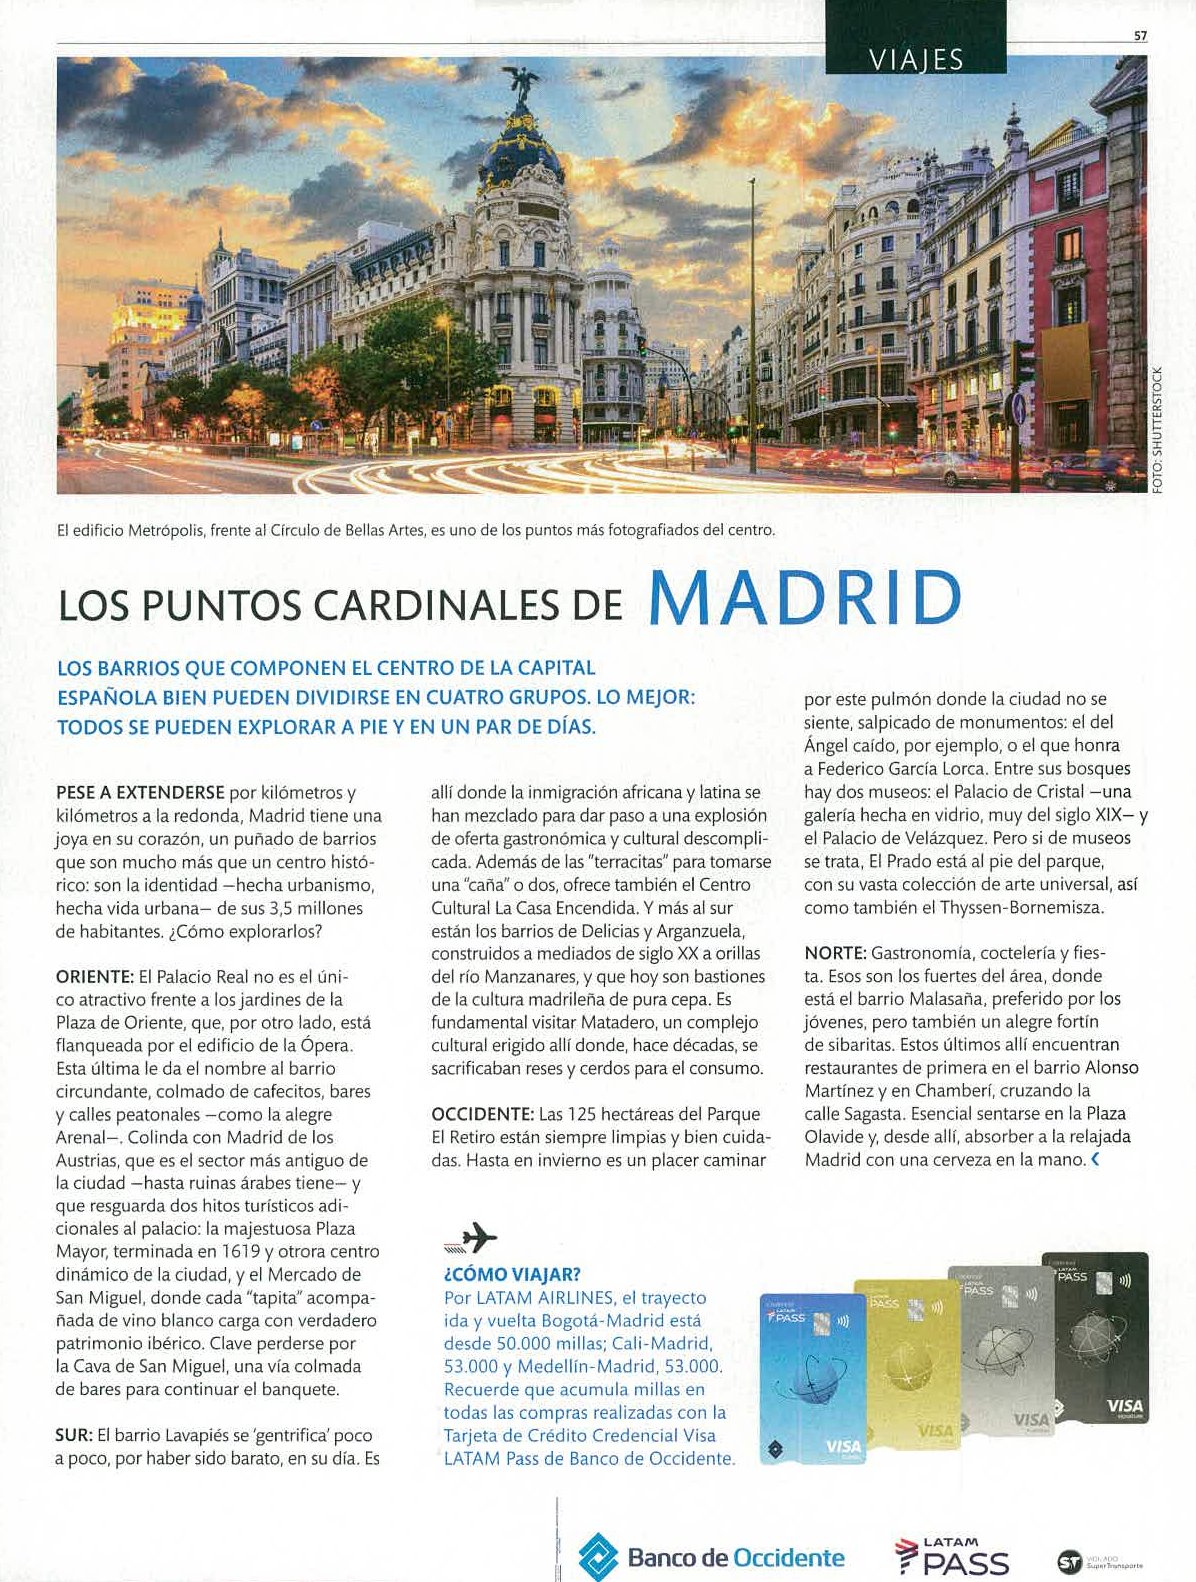 57
VIAJES
FOTO: SHUTTERSTOCK
El edificio Metrópolis, frente al Círculo de Bellas Artes, es uno de los puntos más fotografiados del centro.
LOS PUNTOS CARDINALES DE MADRID
LOS BARRIOS QUE COMPONEN EL CENTRO DE LA CAPITAL
ESPAÑOLA BIEN PUEDEN DIVIDIRSE EN CUATRO GRUPOS. LO MEJOR:
TODOS SE PUEDEN EXPLORAR A PIE Y EN UN PAR DE DÍAS.
PESE A EXTENDERSE por kilómetros y
kilómetros a la redonda, Madrid tiene una
joya en su corazón, un puñado de barrios
que son mucho más que un centro histó-
rico: son la identidad —hecha urbanismo,
hecha vida urbana— de sus 3,5 millones
de habitantes. ¿Cómo explorarlos?
ORIENTE: El Palacio Real no es el úni-
co atractivo frente a los jardines de la
Plaza de Oriente, que, por otro lado, está
flanqueada por el edificio de la Ópera.
Esta última le da el nombre al barrio
circundante, colmado de cafecitos, bares
y calles peatonales —como la alegre
Arenal—. Colinda con Madrid de los
Austrias, que es el sector más antiguo de
la ciudad —hasta ruinas árabes tiene— y
que resguarda dos hitos turísticos adi-
cionales al palacio: la majestuosa Plaza
Mayor, terminada en 1619 y otrora centro
dinámico de la ciudad, y el Mercado de
San Miguel, donde cada "tapita" acompa-
ñada de vino blanco carga con verdadero
patrimonio ibérico. Clave perderse por
la Cava de San Miguel, una vía colmada
de bares para continuar el banquete.
SUR: El barrio Lavapiés se 'gentrifica' poco
a poco, por haber sido barato, en su día. Es
allí donde la inmigración africana y latina se
han mezclado para dar paso a una explosión
de oferta gastronómica y cultural descompli-
cada. Además de las "terracitas" para tomarse
una "caña" o dos, ofrece también el Centro
Cultural La Casa Encendida. Y más al sur
están los barrios de Delicias y Arganzuela,
construidos a mediados de siglo XX a orillas
del río Manzanares, y que hoy son bastiones
de la cultura madrileña de pura cepa. Es
fundamental visitar Matadero, un complejo
cultural erigido allí donde, hace décadas, se
sacrificaban reses y cerdos para el consumo.
OCCIDENTE: Las 125 hectáreas del Parque
El Retiro están siempre limpias y bien cuida-
das. Hasta en invierno es un placer caminar
por este pulmón donde la ciudad no se
siente, salpicado de monumentos: el del
Ángel caído, por ejemplo, o el que honra
a Federico García Lorca. Entre sus bosques
hay dos museos: el Palacio de Cristal —una
galería hecha en vidrio, muy del siglo XIX— y
el Palacio de Velázquez. Pero si de museos
se trata, El Prado está al pie del parque,
con su vasta colección de arte universal, así
como también el Thyssen-Bornemisza.
NORTE: Gastronomía, coctelería y fies-
ta. Esos son los fuertes del área, donde
está el barrio Malasaña, preferido por los
jóvenes, pero también un alegre fortín
de sibaritas. Estos últimos allí encuentran
restaurantes de primera en el barrio Alonso
Martínez y en Chamberí, cruzando la
calle Sagasta. Esencial sentarse en la Plaza
Olavide y, desde allí, absorber a la relajada
Madrid con una cerveza en la mano.
¿CÓMO VIAJAR?
Por LATAM AIRLINES, el trayecto
ida y vuelta Bogotá-Madrid está
desde 50.000 millas; Cali-Madrid,
53.000 y Medellín-Madrid, 53.000.
Recuerde que acumula millas en
todas las compras realizadas con la
Tarjeta de Crédito Credencial Visa
LATAM Pass de Banco de Occidente.
LATAM PASS
VISA
PASS
VISA
LATAM PASS
VISA
LATAM PASS
VISA
Signature
Banco de Occidente
LATAM PASS
ST VIGILADO
SuperTransporte